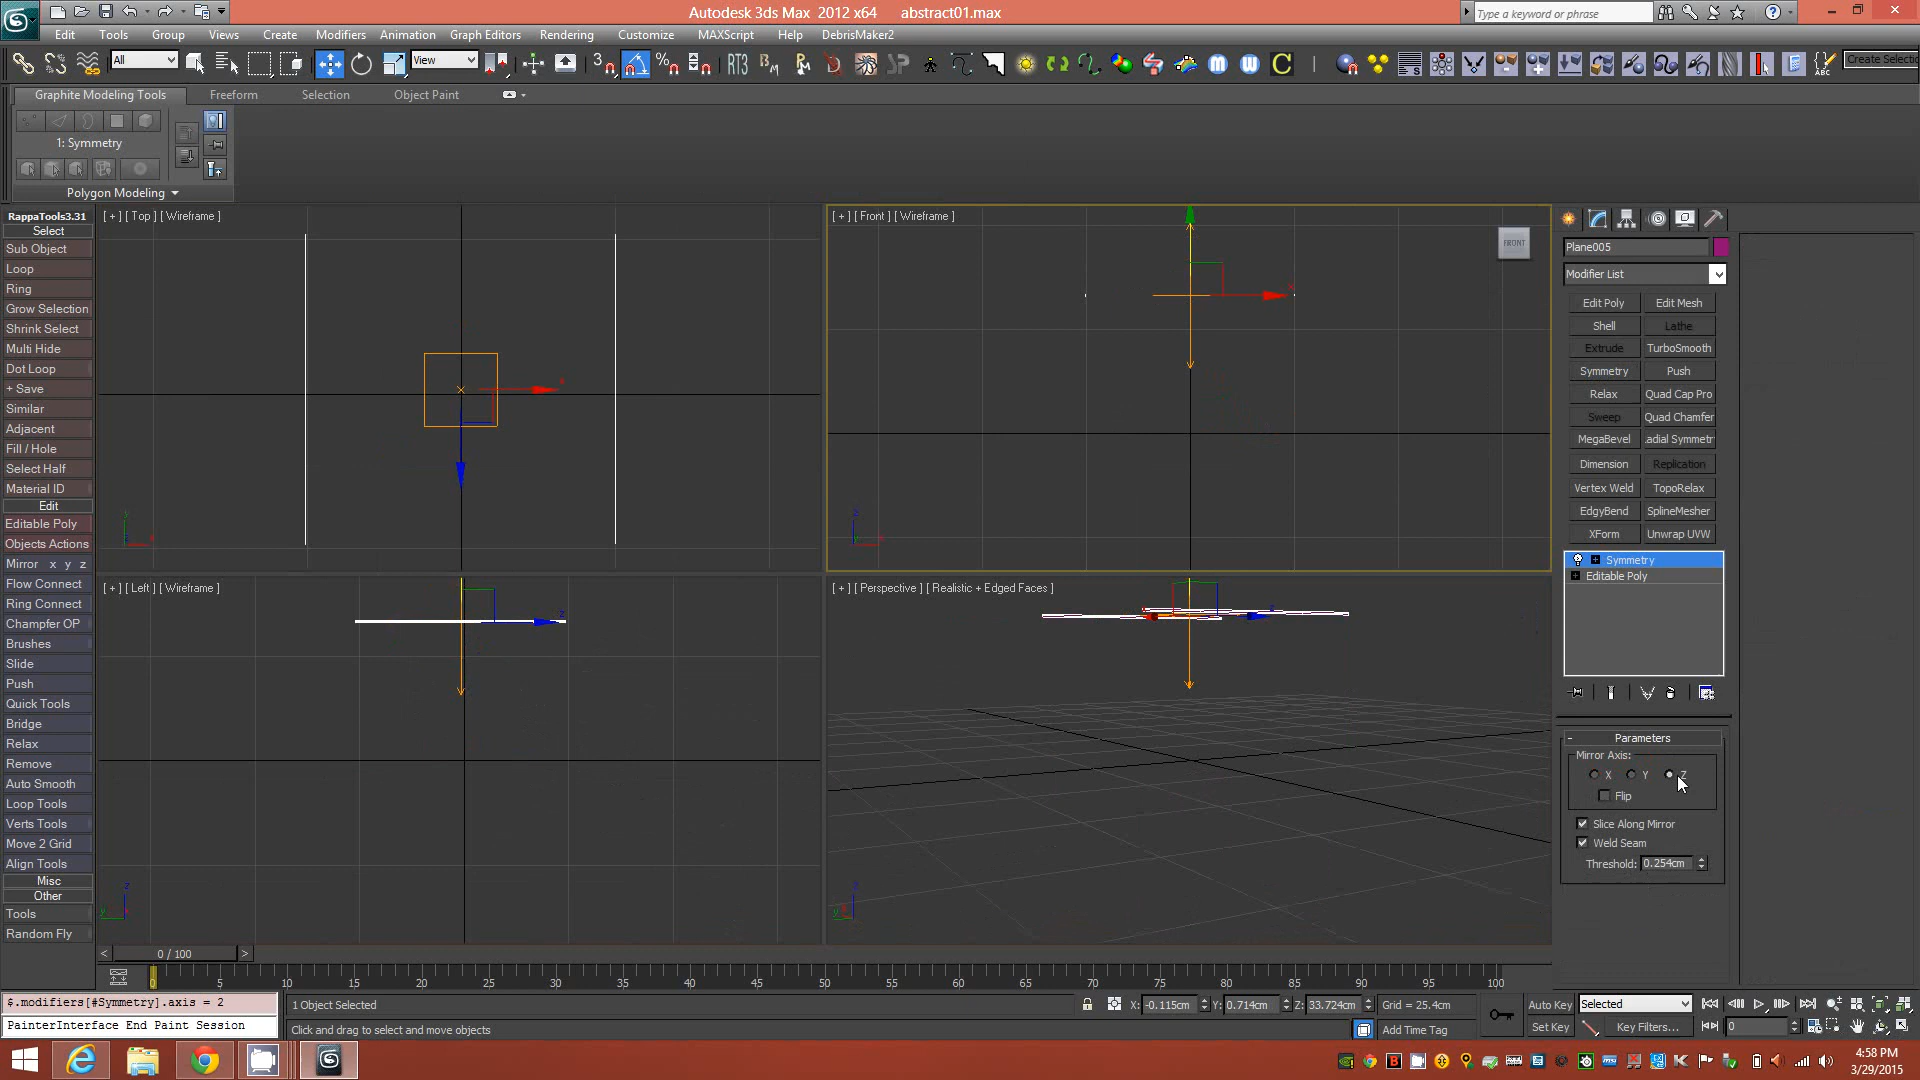 Autodesk 3ds Max 2012 x64 abstract01.max
Type a keyword or phrase
Edit Tools Group Views Create Modifiers Animation Graph Editors Rendering Customize MAXScript Help DebrisMaker2
All View RT3 Create Selectio
Graphite Modeling Tools Freeform Selection Object Paint
1: Symmetry
Polygon Modeling
RappaTools3.31
Select
Sub Object
Loop
Ring
Grow Selection
Shrink Select
Multi Hide
Dot Loop
+ Save
Similar
Adjacent
Fill / Hole
Select Half
Material ID
Edit
Editable Poly
Objects Actions
Mirror x y z
Flow Connect
Ring Connect
Champfer OP
Brushes
Slide
Push
Quick Tools
Bridge
Relax
Remove
Auto Smooth
Loop Tools
Verts Tools
Move 2 Grid
Align Tools
Misc
Other
Tools
Random Fly
[ + ] [ Top ] [ Wireframe ]
[ + ] [ Front ] [ Wireframe ]
FRONT
[ + ] [ Left ] [ Wireframe ]
[ + ] [ Perspective ] [ Realistic + Edged Faces ]
Plane005
Modifier List
Edit Poly Edit Mesh
Shell Lathe
Extrude TurboSmooth
Symmetry Push
Relax Quad Cap Pro
Sweep Quad Chamfer
MegaBevel adial Symmetr
Dimension Replication
Vertex Weld TopoRelax
EdgyBend SplineMesher
XForm Unwrap UVW
Symmetry
Editable Poly
- Parameters
Mirror Axis:
X Y Z
Flip
Slice Along Mirror
Weld Seam
Threshold: 0.254cm
< 0 / 100 >
0 5 10 15 20 25 30 35 40 45 50 55 60 65 70 75 80 85 90 95 100
$.modifiers[#Symmetry].axis = 2
PainterInterface End Paint Session
1 Object Selected
Click and drag to select and move objects
X: -0.115cm Y: 0.714cm Z: 33.724cm Grid = 25.4cm
Add Time Tag
Auto Key Selected
Set Key Key Filters... 0
4:58 PM
3/29/2015